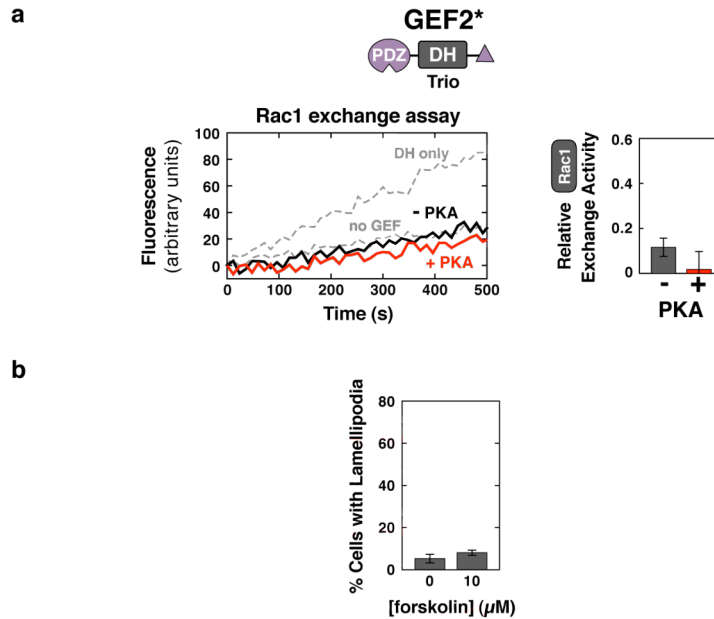 a
GEF2*
PDZ
DH
Trio
Rac1 exchange assay
Fluorescence
(arbitrary units)
100
80
60
40
20
0
DH only
no GEF
- PKA
+ PKA
0
100
200
300
400
500
Time (s)
Relative Rac1
Exchange Activity
0.6
0.4
0.2
0
- +
PKA
b
% Cells with Lamellipodia
80
60
40
20
0
0
10
[forskolin] (µM)